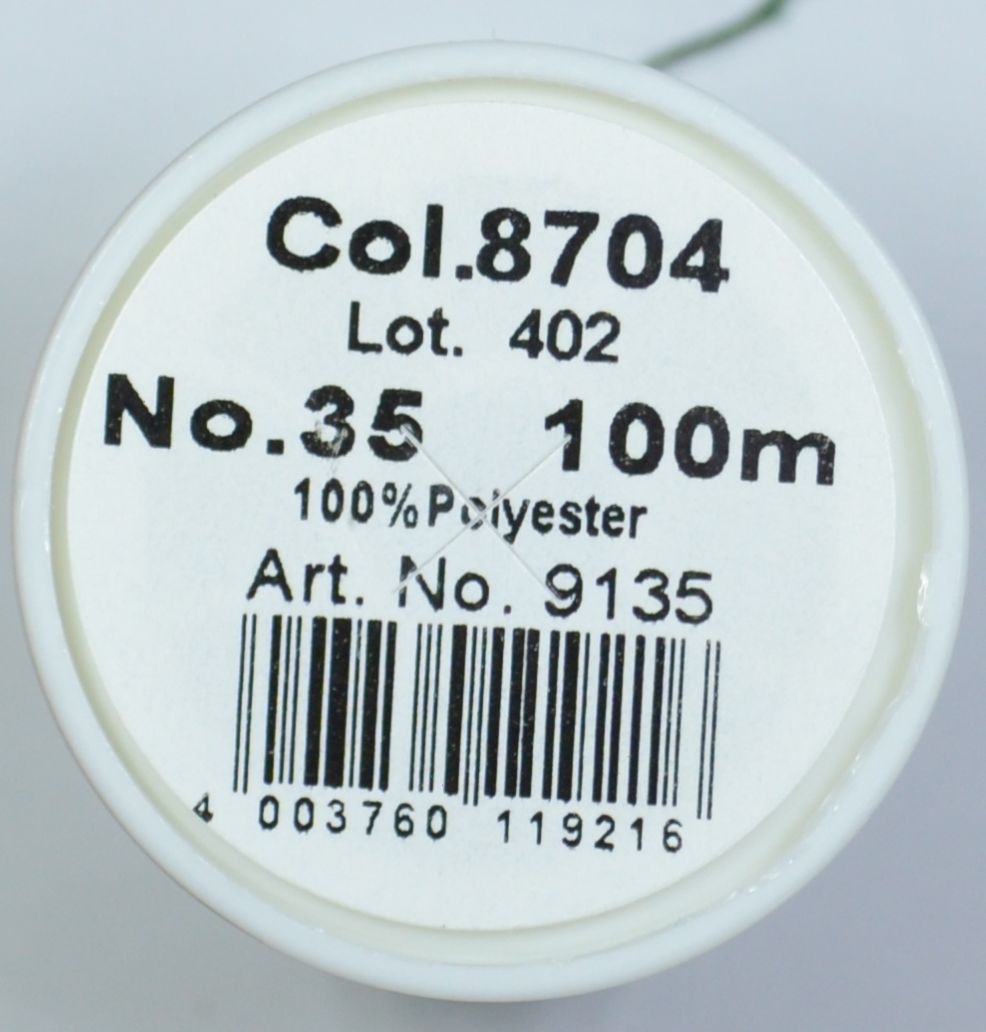 Col.8704
Lot. 402
No.35 100m
100% Polyester
Art. No. 9135
4 003760 119216